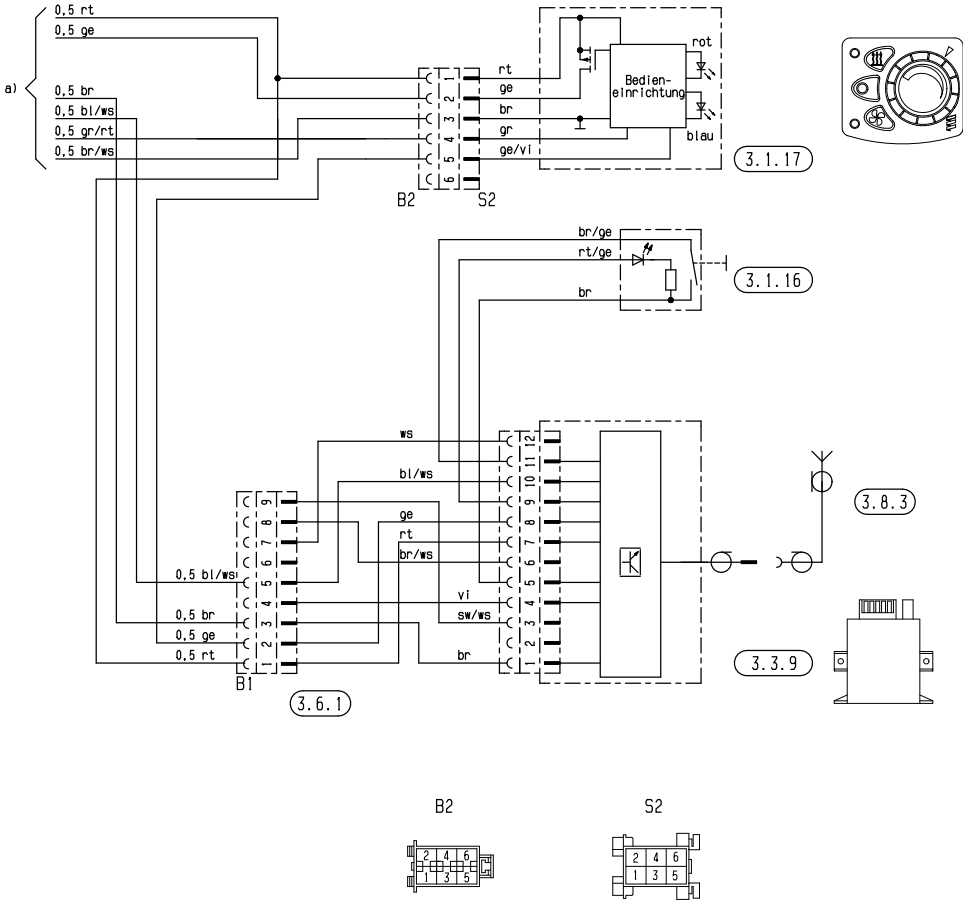 0,5 rt
0,5 ge
a)
0,5 br
0,5 bl/ws
0,5 gr/rt
0,5 br/ws
1
2
3
4
5
6
B2
S2
rt
ge
br
gr
ge/vi
Bedien-
einrichtung
rot
blau
3.1.17
br/ge
rt/ge
br
3.1.16
ws
bl/ws
ge
rt
br/ws
vi
sw/ws
br
12
11
10
9
8
7
6
5
4
3
2
1
3.8.3
3.3.9
9
8
7
6
5
4
3
2
1
0,5 bl/ws
0,5 br
0,5 ge
0,5 rt
B1
3.6.1
B2
S2
2 4 6
1 3 5
2 4 6
1 3 5